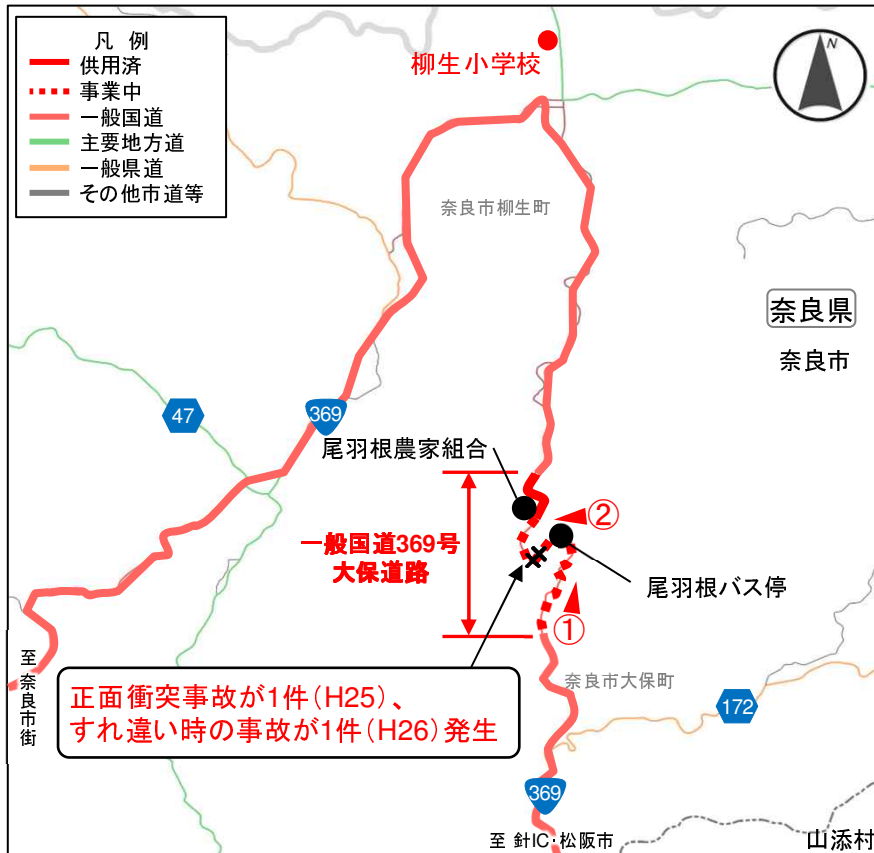 凡 例
供用済
事業中
一般国道
主要地方道
一般県道
その他市道等
柳生小学校
N
奈良市柳生町
奈良県
奈良市
47
369
尾羽根農家組合
②
一般国道369号
大保道路
尾羽根バス停
①
至 奈良市街
奈良市大保町
正面衝突事故が1件(H25)、
すれ違い時の事故が1件(H26)発生
172
369
至 針IC・松阪市
山添村